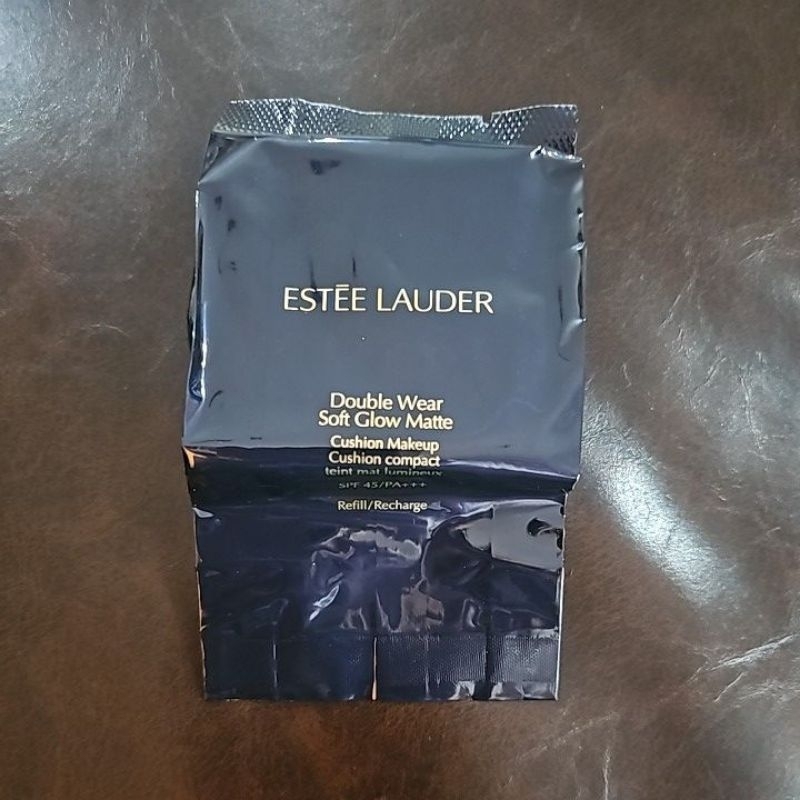 ESTĒE LAUDER
Double Wear
Soft Glow Matte
Cushion Makeup
Cushion compact
teint mat lumineux
SPF 45/PA+++
Refill/Recharge